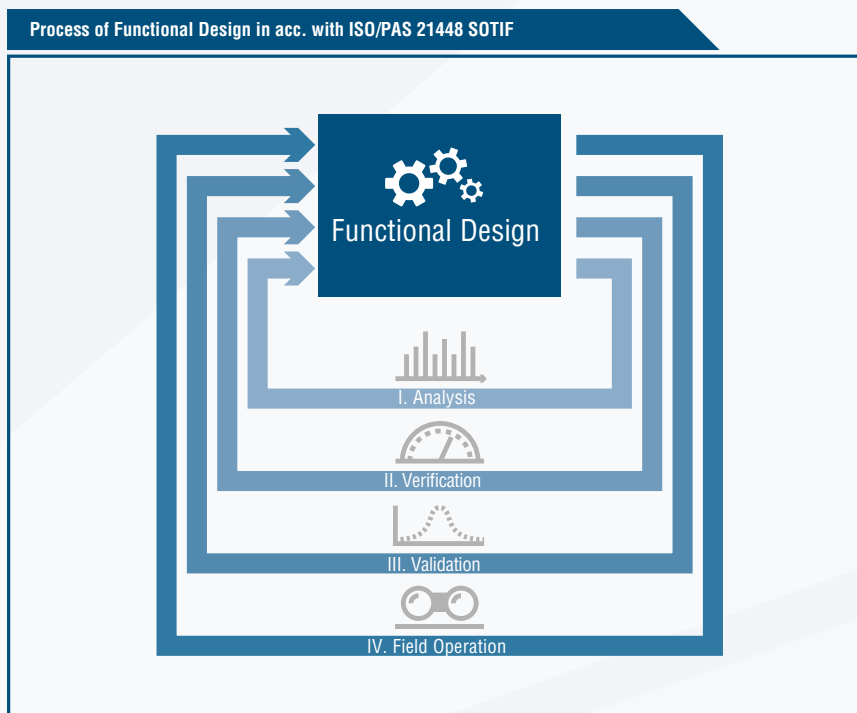 Process of Functional Design in acc. with ISO/PAS 21448 SOTIF
Functional Design
I. Analysis
II. Verification
III. Validation
IV. Field Operation